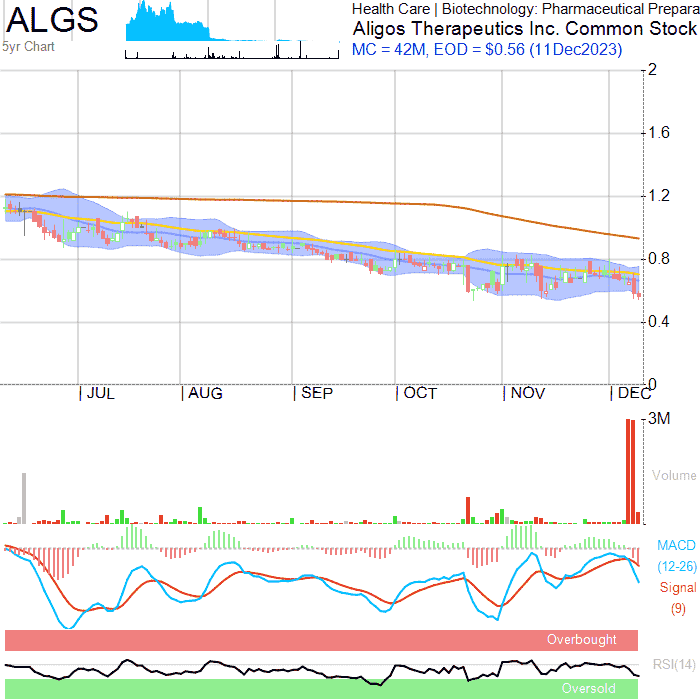 ALGS
5yr Chart
Health Care | Biotechnology: Pharmaceutical Prepara
Aligos Therapeutics Inc. Common Stock
MC = 42M, EOD = $0.56 (11Dec2023)
2
1.6
1.2
0.8
0.4
0
JUL
AUG
SEP
OCT
NOV
DEC
3M
Volume
MACD
(12-26)
Signal
(9)
Overbought
RSI(14)
Oversold